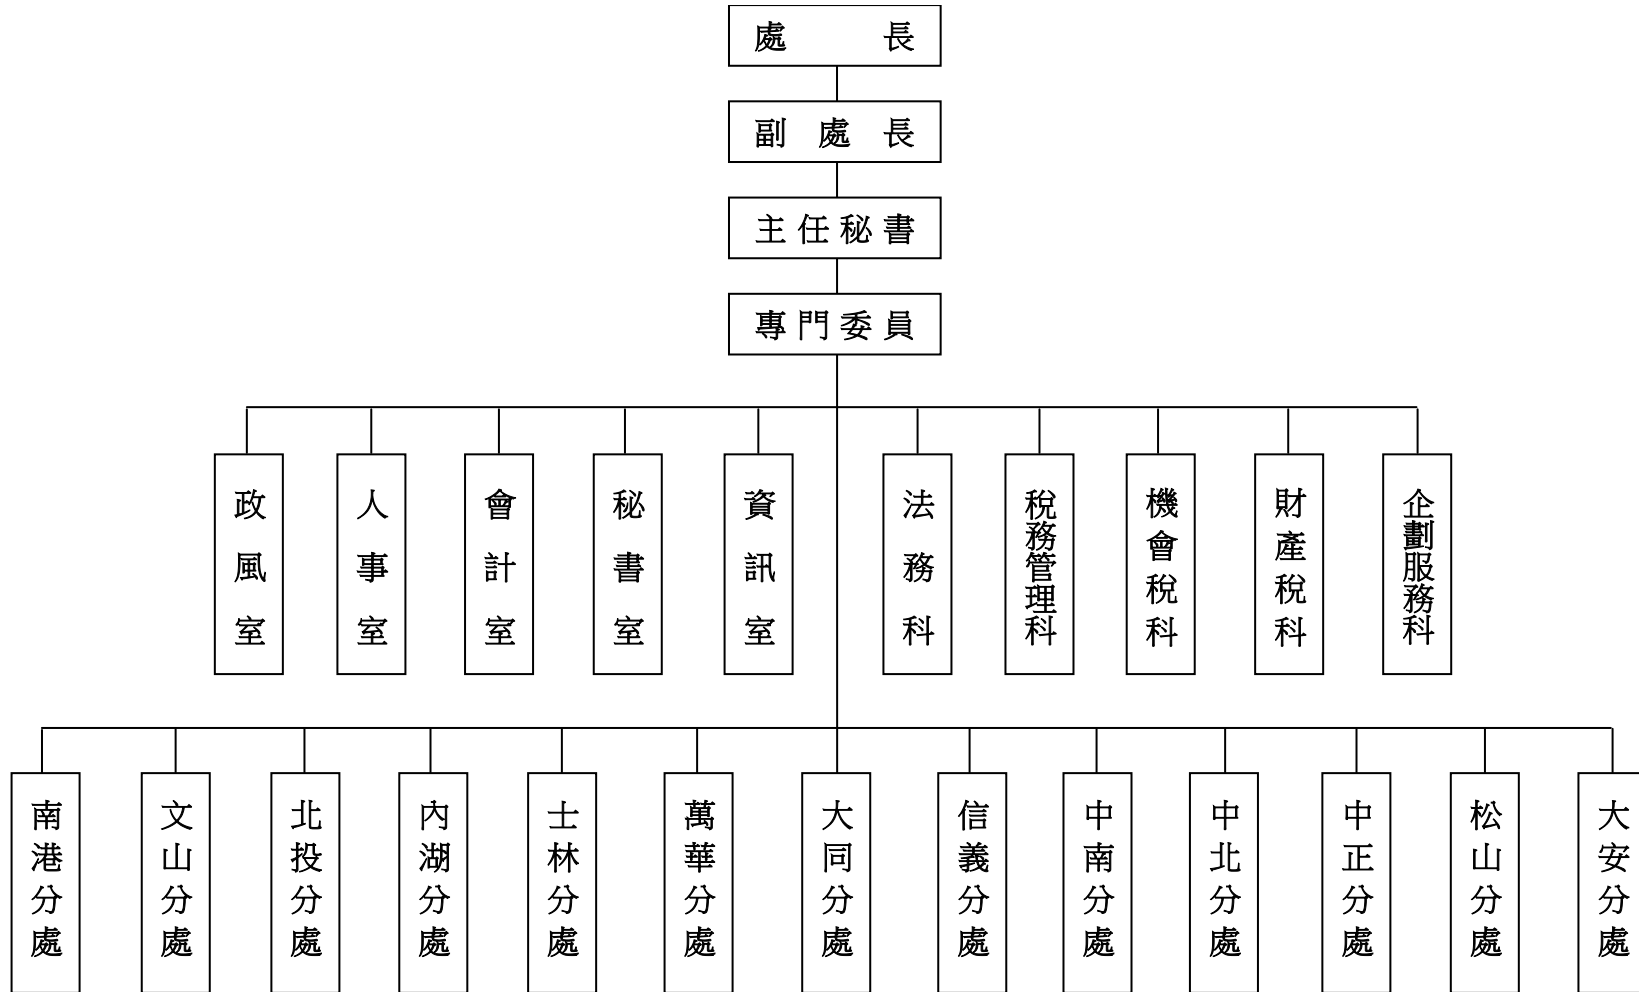 處長
副處長
主任秘書
專門委員
政風室
人事室
會計室
秘書室
資訊室
法務科
稅務管理科
機會稅科
財產稅科
企劃服務科
南港分處
文山分處
北投分處
內湖分處
士林分處
萬華分處
大同分處
信義分處
中南分處
中北分處
中正分處
松山分處
大安分處